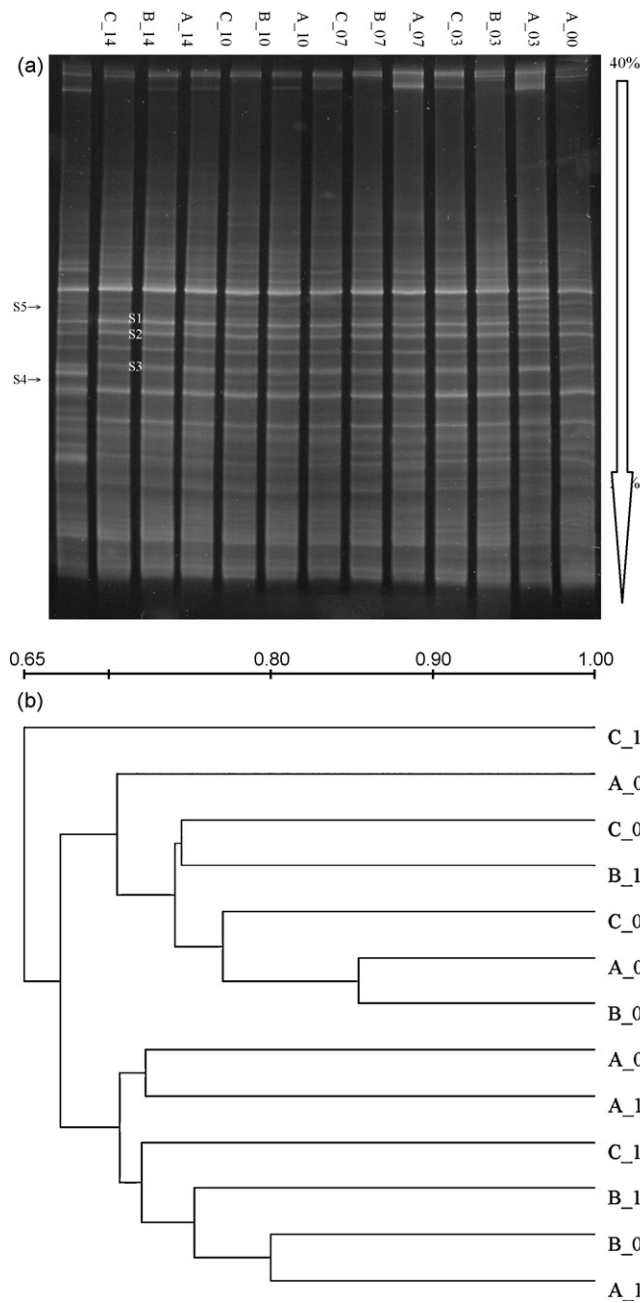 C_14 B_14 A_14 C_10 B_10 A_10 C_07 B_07 A_07 C_03 B_03 A_03 A_00
(a)
40%
S5→
S1
S2
%
S3
S4→
0.65 0.80 0.90 1.00
(b)
C_1
A_0
C_0
B_1
C_0
A_0
B_0
A_0
A_1
C_1
B_1
B_0
A_1